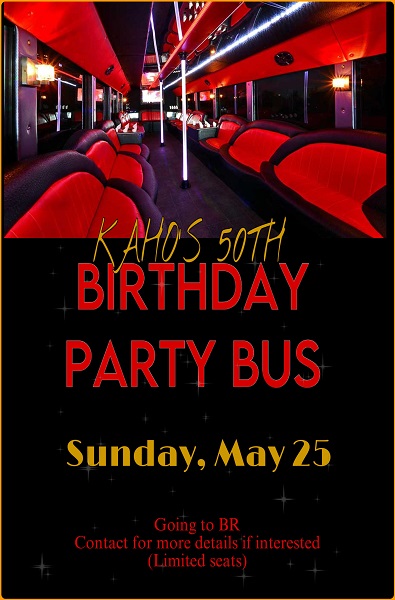 KAHO'S 50TH
BIRTHDAY
PARTY BUS
Sunday, May 25
Going to BR
Contact for more details if interested
(Limited seats)